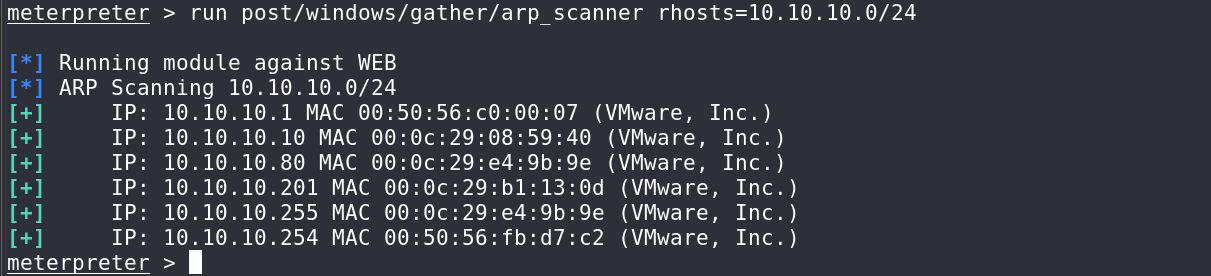 meterpreter > run post/windows/gather/arp_scanner rhosts=10.10.10.0/24
[*] Running module against WEB
[*] ARP Scanning 10.10.10.0/24
[+] IP: 10.10.10.1 MAC 00:50:56:c0:00:07 (VMware, Inc.)
[+] IP: 10.10.10.10 MAC 00:0c:29:08:59:40 (VMware, Inc.)
[+] IP: 10.10.10.80 MAC 00:0c:29:e4:9b:9e (VMware, Inc.)
[+] IP: 10.10.10.201 MAC 00:0c:29:b1:13:0d (VMware, Inc.)
[+] IP: 10.10.10.255 MAC 00:0c:29:e4:9b:9e (VMware, Inc.)
[+] IP: 10.10.10.254 MAC 00:50:56:fb:d7:c2 (VMware, Inc.)
meterpreter >